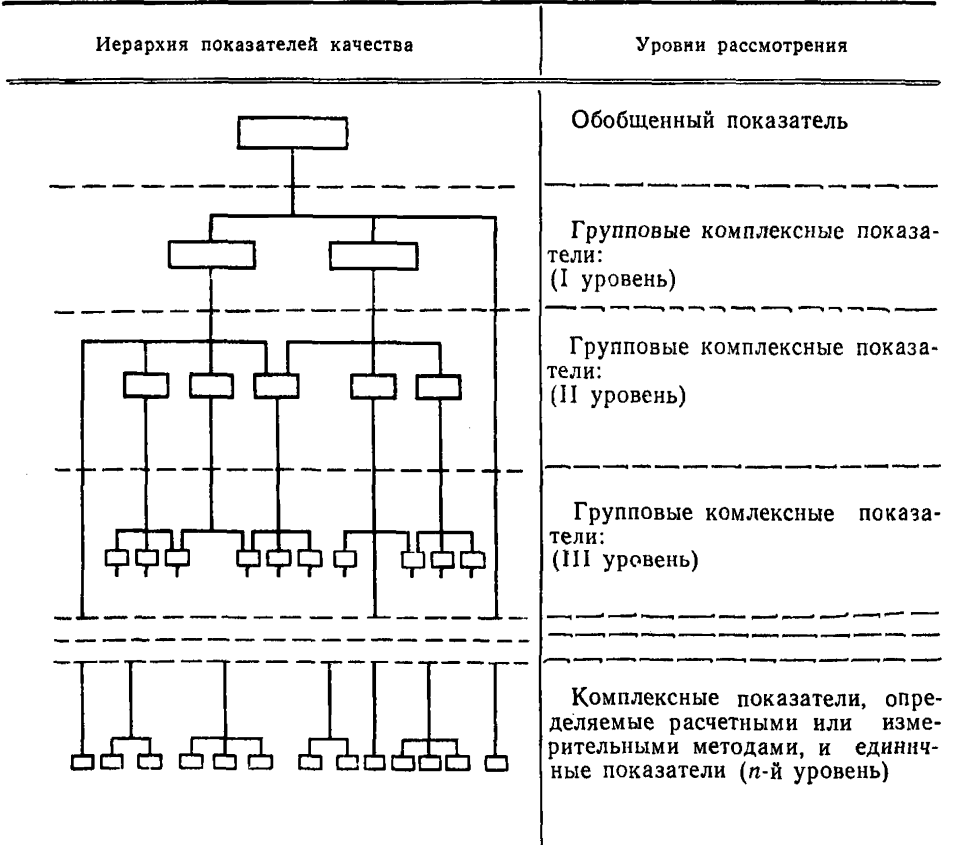 Иерархия показателей качества
Уровни рассмотрения
Обобщенный показатель
Групповые комплексные показа-
тели:
(I уровень)
Групповые комплексные показа-
тели:
(II уровень)
Групповые комлексные показа-
тели:
(III уровень)
Комплексные показатели, опре-
деляемые расчетными или изме-
рительными методами, и единич-
ные показатели (n-й уровень)